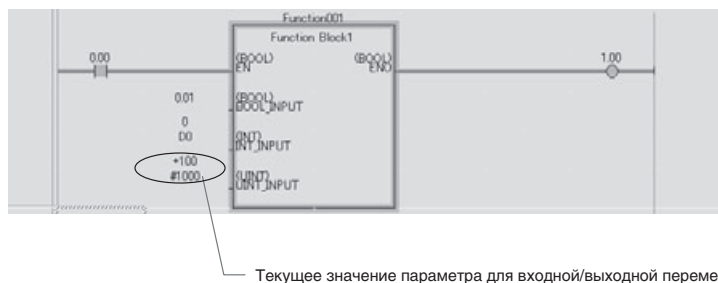 Function001
Function Block1
0.00
(BOOL)
EN
(BOOL)
ENO
1.00
0.01
(BOOL)
BOOL_INPUT
0
D0
(INT)
INT_INPUT
+100
#1000
(UINT)
UINT_INPUT
Текущее значение параметра для входной/выходной переме